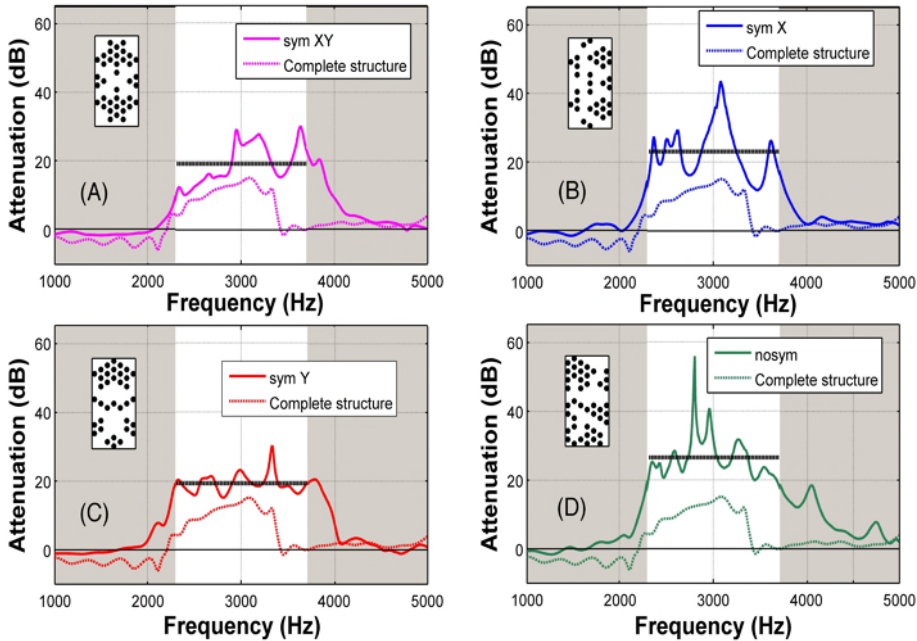 Attenuation (dB)
60
40
20
0
sym XY
Complete structure
(A)
1000 2000 3000 4000 5000
Frequency (Hz)
Attenuation (dB)
60
40
20
0
sym X
Complete structure
(B)
1000 2000 3000 4000 5000
Frequency (Hz)
Attenuation (dB)
60
40
20
0
sym Y
Complete structure
(C)
1000 2000 3000 4000 5000
Frequency (Hz)
Attenuation (dB)
60
40
20
0
nosym
Complete structure
(D)
1000 2000 3000 4000 5000
Frequency (Hz)